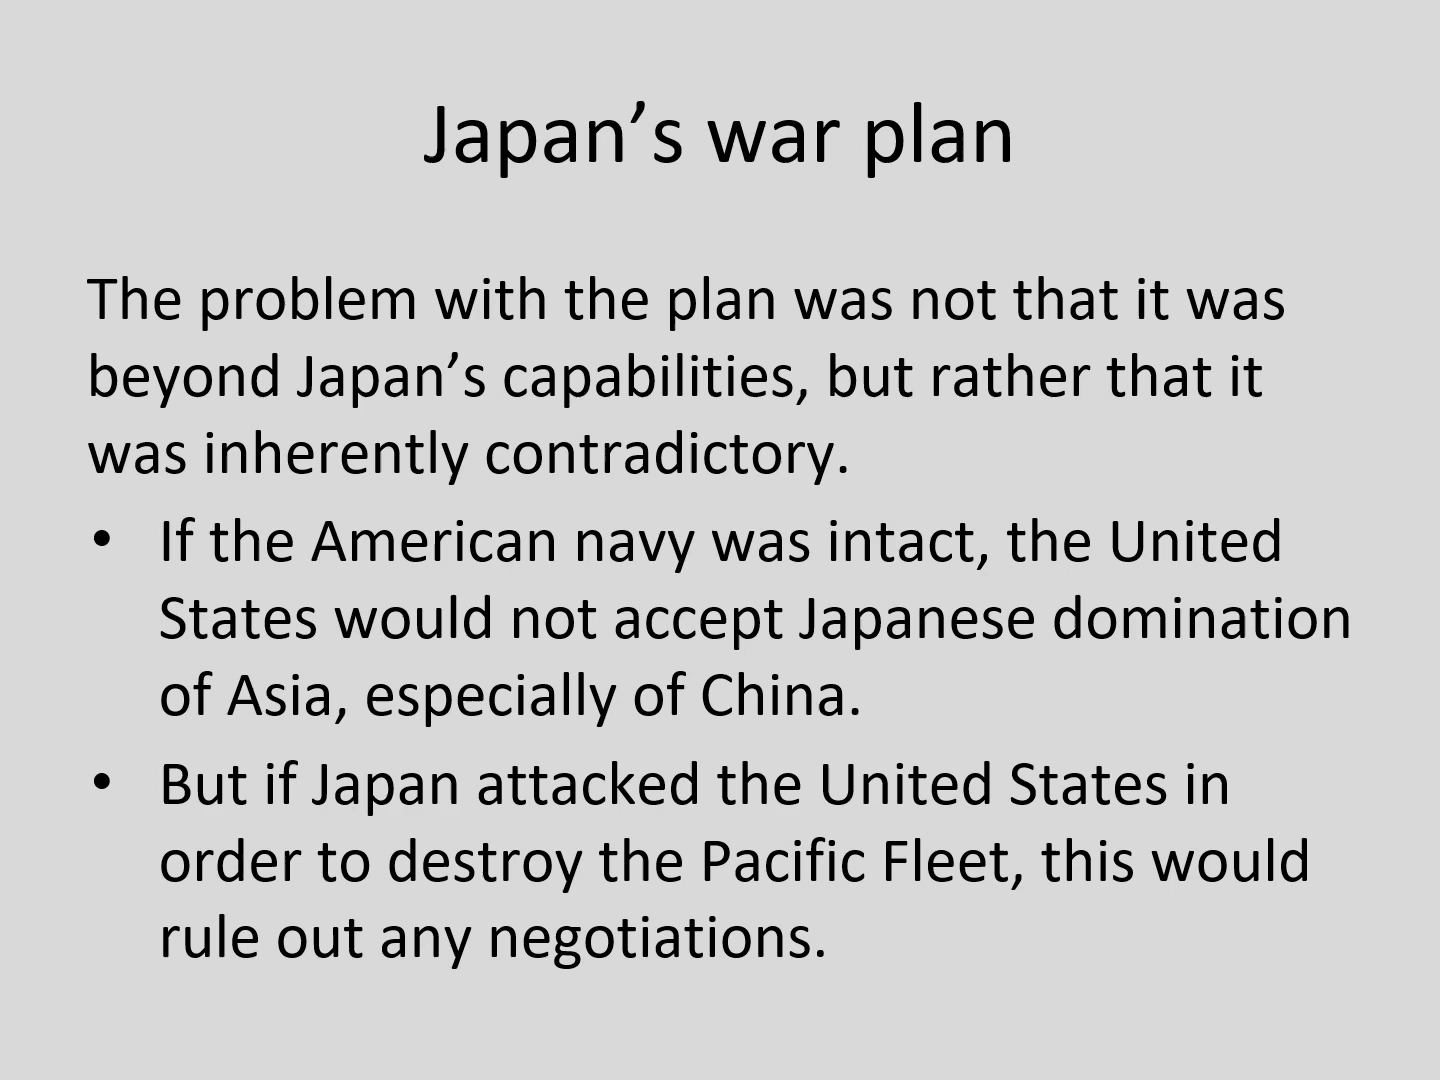 Japan’s war plan
The problem with the plan was not that it was
beyond Japan’s capabilities, but rather that it
was inherently contradictory.
• If the American navy was intact, the United
States would not accept Japanese domination
of Asia, especially of China.
• But if Japan attacked the United States in
order to destroy the Pacific Fleet, this would
rule out any negotiations.